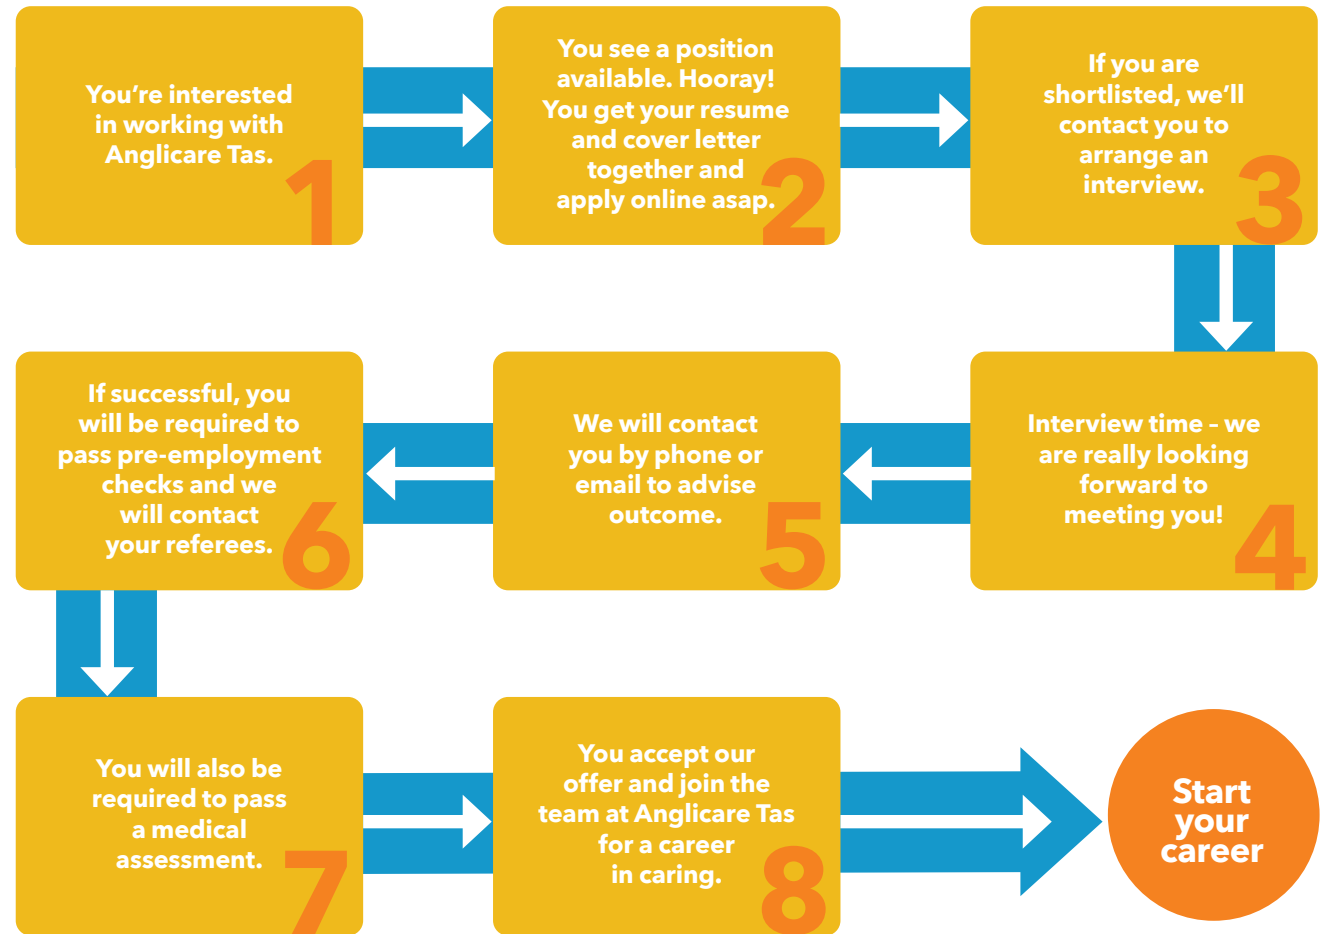 You're interested
in working with
Anglicare Tas.
1
You see a position
available. Hooray!
You get your resume
and cover letter
together and
apply online asap.
2
If you are
shortlisted, we'll
contact you to
arrange an
interview.
3
Interview time – we
are really looking
forward to
meeting you!
4
We will contact
you by phone or
email to advise
outcome.
5
If successful, you
will be required to
pass pre-employment
checks and we
will contact
your referees.
6
You will also be
required to pass
a medical
assessment.
7
You accept our
offer and join the
team at Anglicare Tas
for a career
in caring.
8
Start
your
career